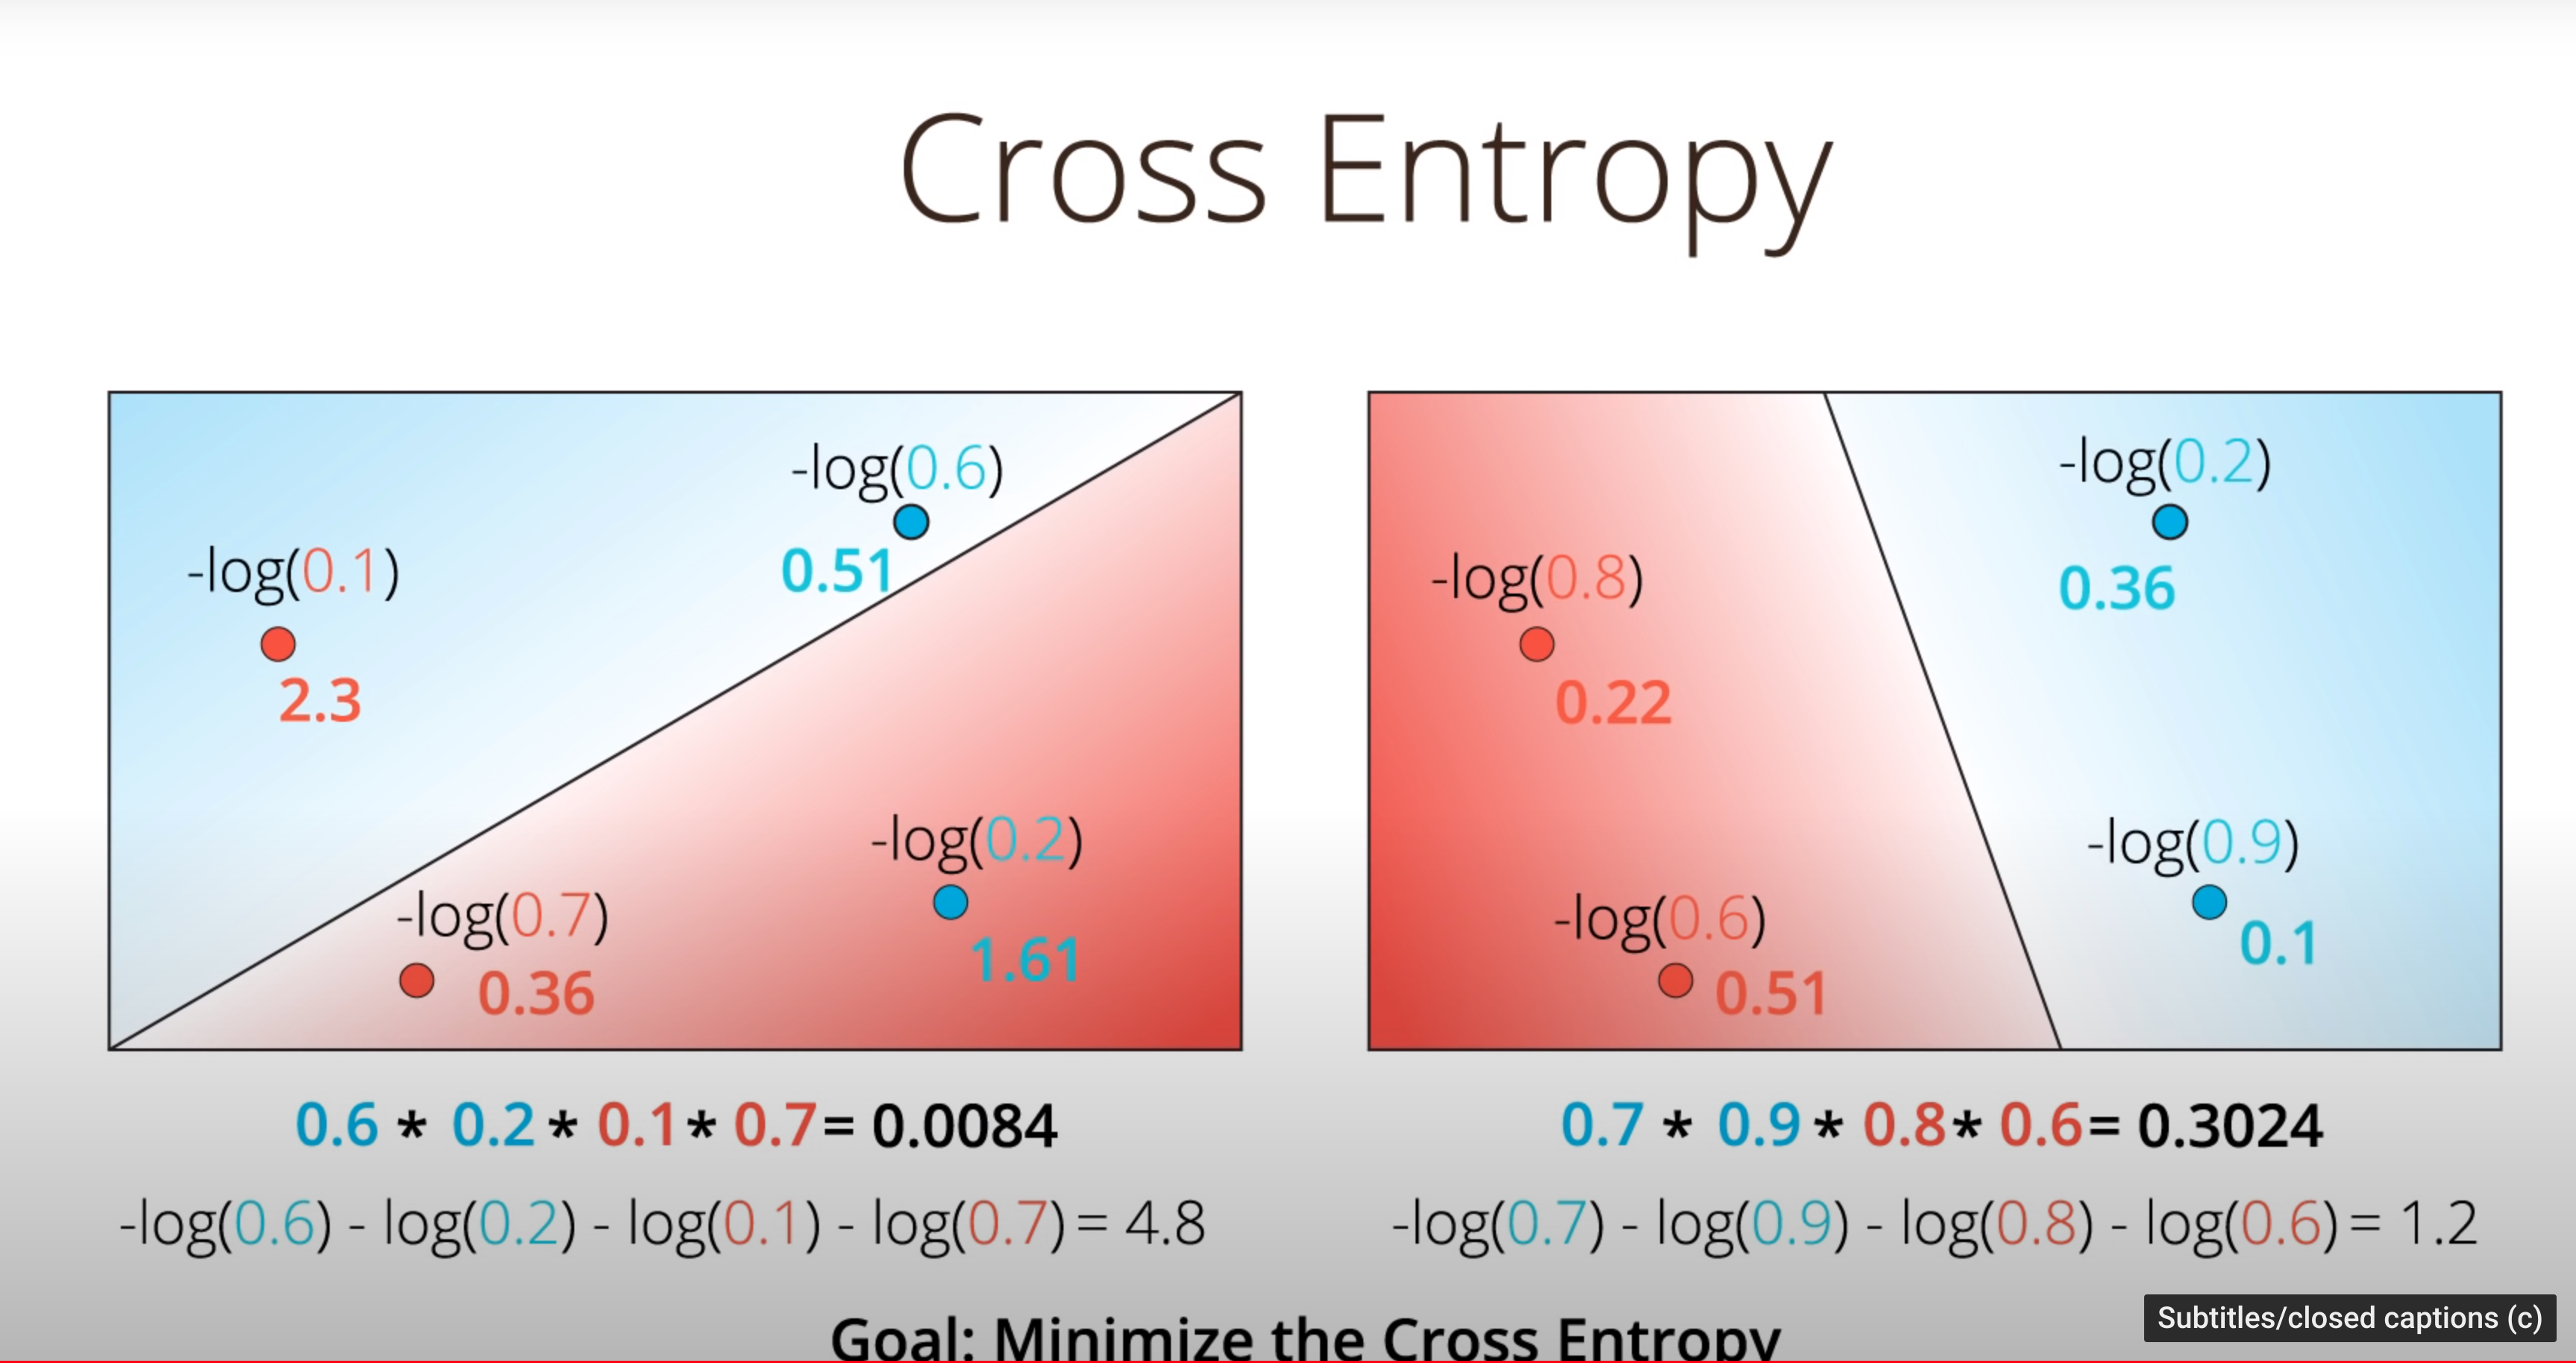 Cross Entropy
-log(0.6)
0.51
-log(0.1)
2.3
-log(0.2)
1.61
-log(0.7)
0.36
0.6 * 0.2 * 0.1 * 0.7 = 0.0084
-log(0.6) - log(0.2) - log(0.1) - log(0.7) = 4.8
-log(0.2)
0.36
-log(0.8)
0.22
-log(0.9)
0.1
-log(0.6)
0.51
0.7 * 0.9 * 0.8 * 0.6 = 0.3024
-log(0.7) - log(0.9) - log(0.8) - log(0.6) = 1.2
Goal: Minimize the Cross Entropy
Subtitles/closed captions (c)